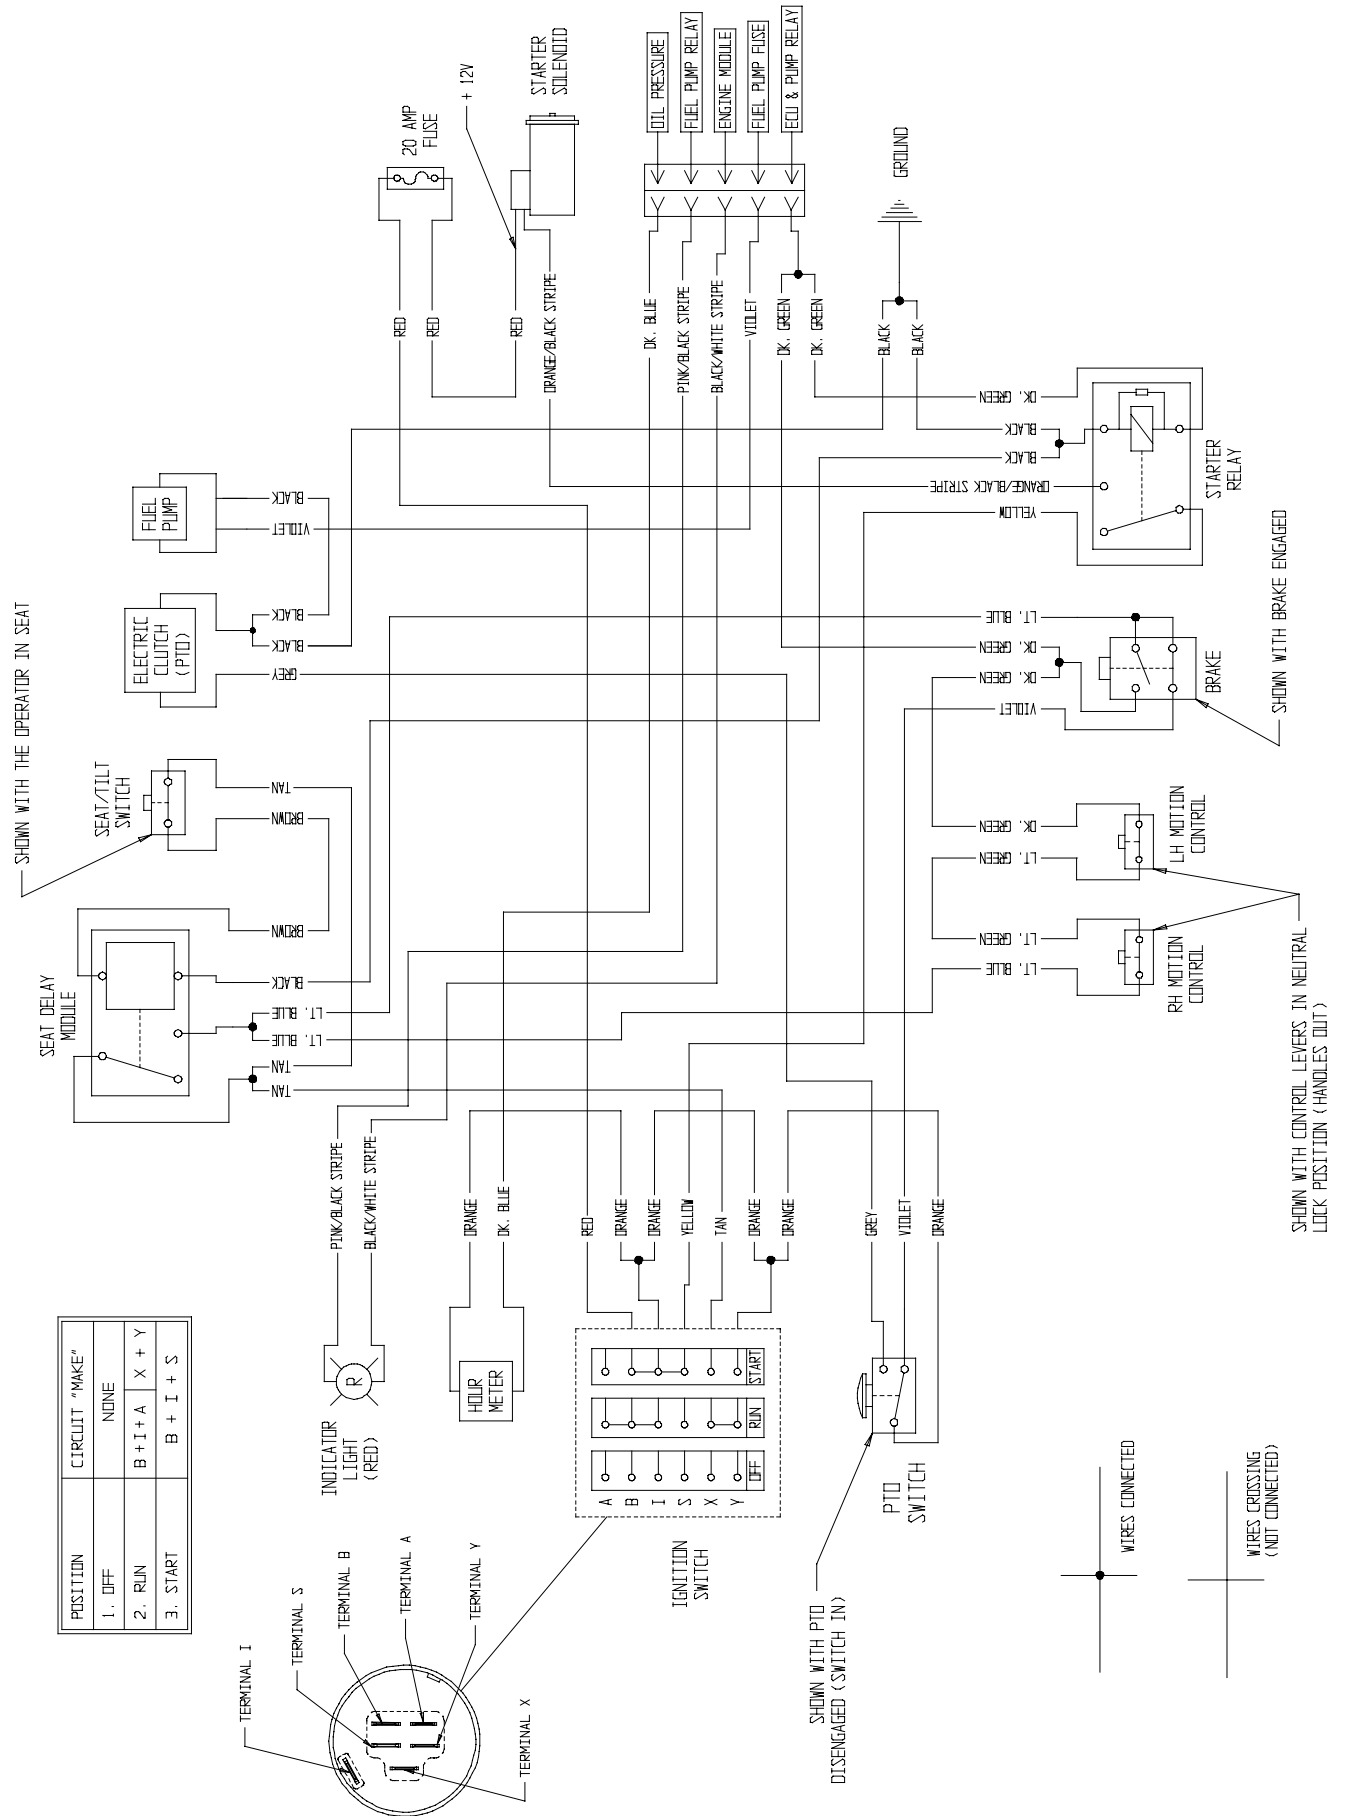 SHOWN WITH THE OPERATOR IN SEAT
FUEL
PUMP
BLACK
VIOLET
ELECTRIC
CLUTCH
(PTO)
BLACK
BLACK
GREY
SEAT/TILT
SWITCH
TAN
BROWN
SEAT DELAY
MODULE
BROWN
BLACK
LT. BLUE
LT. BLUE
TAN
TAN
20 AMP
FUSE
+ 12V
STARTER
SOLENOID
RED
RED
RED
ORANGE/BLACK STRIPE
OIL PRESSURE
FUEL PUMP RELAY
ENGINE MODULE
FUEL PUMP FUSE
ECU & PUMP RELAY
DK. BLUE
PINK/BLACK STRIPE
BLACK/WHITE STRIPE
VIOLET
DK. GREEN
DK. GREEN
GROUND
BLACK
BLACK
DK. GREEN
BLACK
BLACK
ORANGE/BLACK STRIPE
YELLOW
STARTER
RELAY
SHOWN WITH BRAKE ENGAGED
LT. BLUE
DK. GREEN
DK. GREEN
VIOLET
BRAKE
DK. GREEN
LT. GREEN
LH MOTION
CONTROL
LT. GREEN
LT. BLUE
RH MOTION
CONTROL
SHOWN WITH CONTROL LEVERS IN NEUTRAL
LOCK POSITION (HANDLES OUT)
PINK/BLACK STRIPE
BLACK/WHITE STRIPE
ORANGE
DK. BLUE
RED
ORANGE
ORANGE
YELLOW
TAN
ORANGE
ORANGE
GREY
VIOLET
ORANGE
POSITION CIRCUIT "MAKE"
1. OFF NONE
2. RUN B+I+A X + Y
3. START B + I + S
R
INDICATOR
LIGHT
(RED)
HOUR
METER
START
RUN
OFF
A
B
I
S
X
Y
IGNITION
SWITCH
PTO
SWITCH
SHOWN WITH PTO
DISENGAGED (SWITCH IN)
TERMINAL I
TERMINAL S
TERMINAL B
TERMINAL A
TERMINAL Y
TERMINAL X
WIRES CONNECTED
WIRES CROSSING
(NOT CONNECTED)